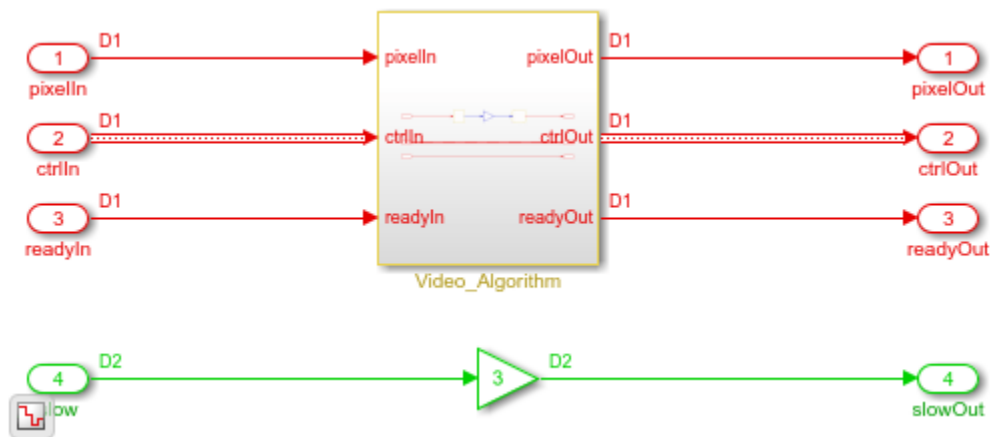 D1 D1
1 pixelIn pixelOut 1
pixelIn pixelOut
D1 D1
2 ctrlIn ctrlOut 2
ctrlIn ctrlOut
D1 D1
3 readyIn readyOut 3
readyIn readyOut
Video_Algorithm
D2 D2
4 3 4
slowOut